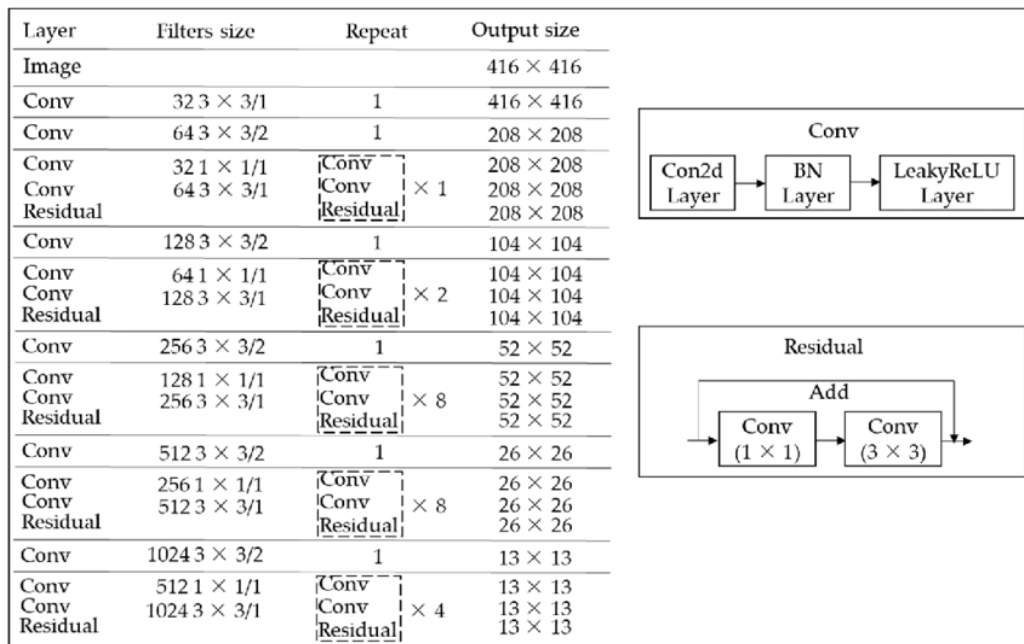 Layer Filters size Repeat Output size
Image 416 × 416
Conv 32 3 × 3/1 1 416 × 416
Conv 64 3 × 3/2 1 208 × 208
Conv 32 1 × 1/1 Conv 208 × 208
Conv 64 3 × 3/1 Conv × 1 208 × 208
Residual Residual 208 × 208
Conv 128 3 × 3/2 1 104 × 104
Conv 64 1 × 1/1 Conv 104 × 104
Conv 128 3 × 3/1 Conv × 2 104 × 104
Residual Residual 104 × 104
Conv 256 3 × 3/2 1 52 × 52
Conv 128 1 × 1/1 Conv 52 × 52
Conv 256 3 × 3/1 Conv × 8 52 × 52
Residual Residual 52 × 52
Conv 512 3 × 3/2 1 26 × 26
Conv 256 1 × 1/1 Conv 26 × 26
Conv 512 3 × 3/1 Conv × 8 26 × 26
Residual Residual 26 × 26
Conv 1024 3 × 3/2 1 13 × 13
Conv 512 1 × 1/1 Conv 13 × 13
Conv 1024 3 × 3/1 Conv × 4 13 × 13
Residual Residual 13 × 13
Conv
Con2d BN LeakyReLU
Layer Layer Layer
Residual
Add
Conv Conv
(1 × 1) (3 × 3)